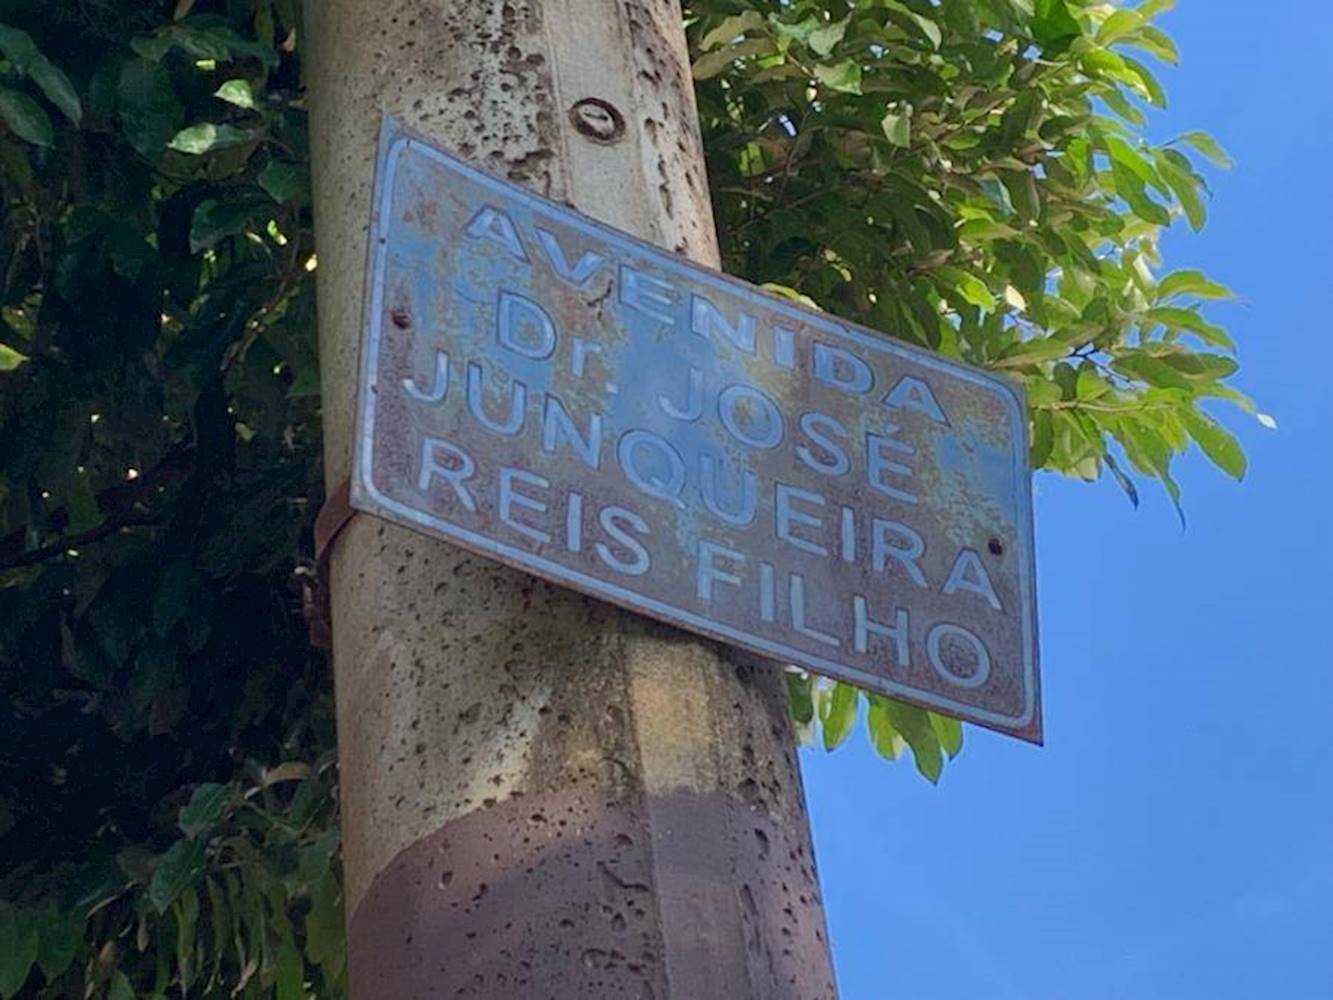 AVENIDA
Dr. JOSÉ
JUNQUEIRA
REIS FILHO